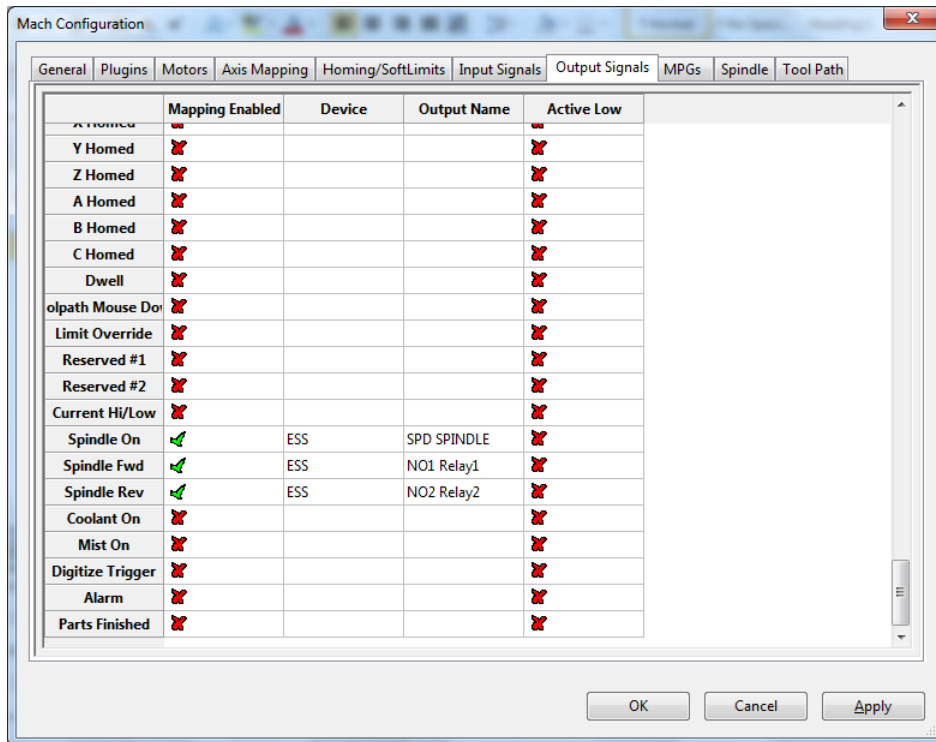 Mach Configuration
General Plugins Motors Axis Mapping Homing/SoftLimits Input Signals Output Signals MPGs Spindle Tool Path
Mapping Enabled Device Output Name Active Low
X Homed
Y Homed
Z Homed
A Homed
B Homed
C Homed
Dwell
olpath Mouse Do
Limit Override
Reserved #1
Reserved #2
Current Hi/Low
Spindle On ESS SPD SPINDLE
Spindle Fwd ESS NO1 Relay1
Spindle Rev ESS NO2 Relay2
Coolant On
Mist On
Digitize Trigger
Alarm
Parts Finished
OK Cancel Apply